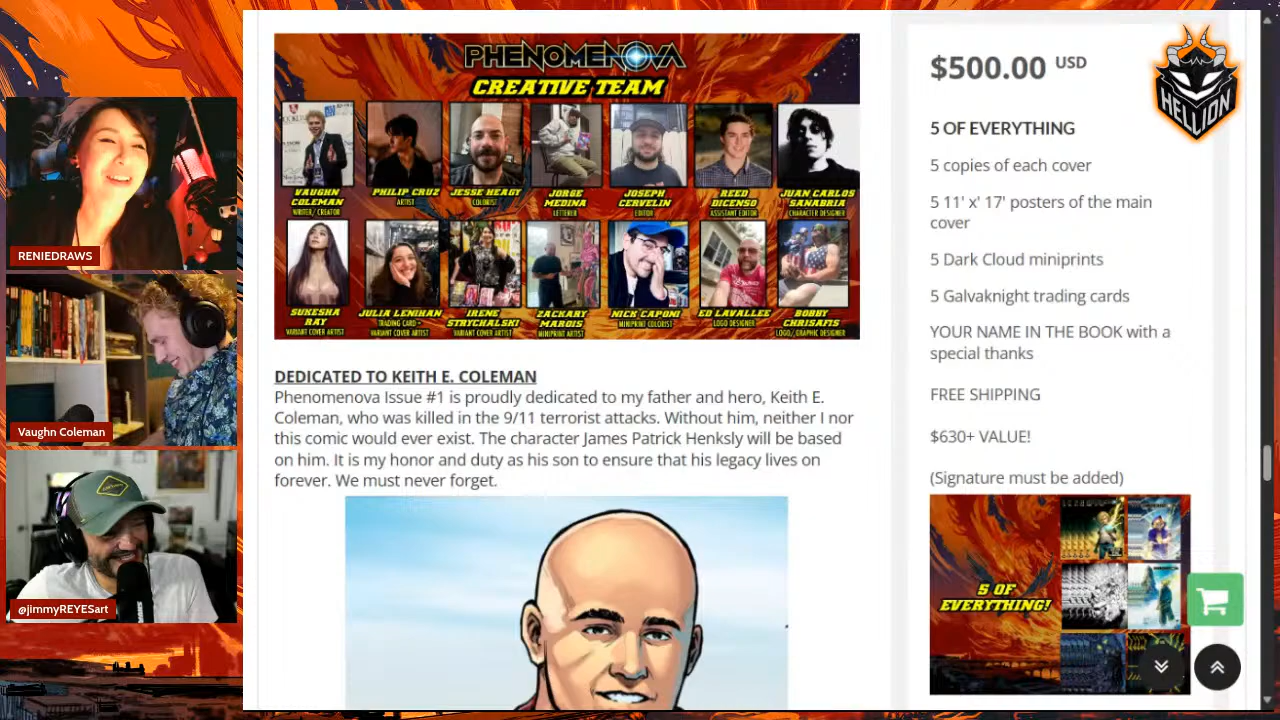 RENIEDRAWS
Vaughn Coleman
@jimmyREYESart
PHENOMENOVA
CREATIVE TEAM
VAUGHN COLEMAN
WRITER/ CREATOR
PHILIP CRUZ
ARTIST
JESSE HEAGY
COLORIST
JORGE MEDINA
LETTERER
JOSEPH CERVELIN
EDITOR
REED DICENSO
ASSISTANT EDITOR
JUAN CARLOS SANABRIA
CHARACTER DESIGNER
SUKESHA RAY
VARIANT COVER ARTIST
JULIA LENIHAN
TRADING CARD + VARIANT COVER ARTIST
IRENE STRYCHALSKI
VARIANT COVER ARTIST
ZACKARY MAROIS
MINIPRINT ARTIST
NICK CAPONI
MINIPRINT COLORIST
ED LAVALLEE
LOGO DESIGNER
BOBBY CHRISAFIS
LOGO/GRAPHIC DESIGNER
DEDICATED TO KEITH E. COLEMAN
Phenomenova Issue #1 is proudly dedicated to my father and hero, Keith E.
Coleman, who was killed in the 9/11 terrorist attacks. Without him, neither I nor
this comic would ever exist. The character James Patrick Henksly will be based
on him. It is my honor and duty as his son to ensure that his legacy lives on
forever. We must never forget.
$500.00 USD
HELLION
5 OF EVERYTHING
5 copies of each cover
5 11' x' 17' posters of the main
cover
5 Dark Cloud miniprints
5 Galvaknight trading cards
YOUR NAME IN THE BOOK with a
special thanks
FREE SHIPPING
$630+ VALUE!
(Signature must be added)
5 OF
EVERYTHING!